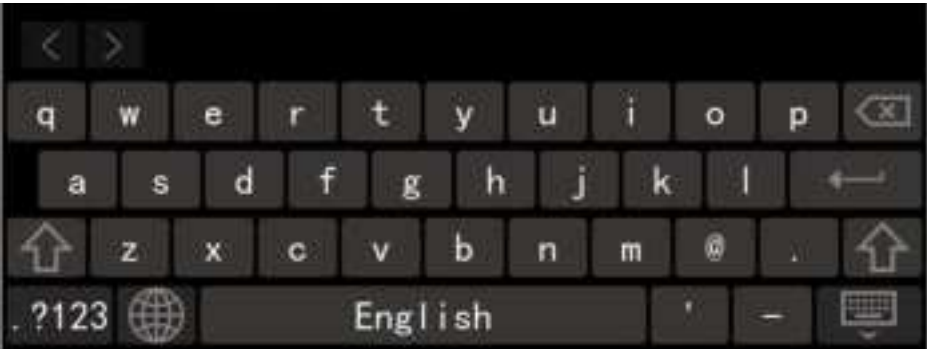 < >
q w e r t y u i o p
a s d f g h j k l
z x c v b n m @ .
.?123 English ' -